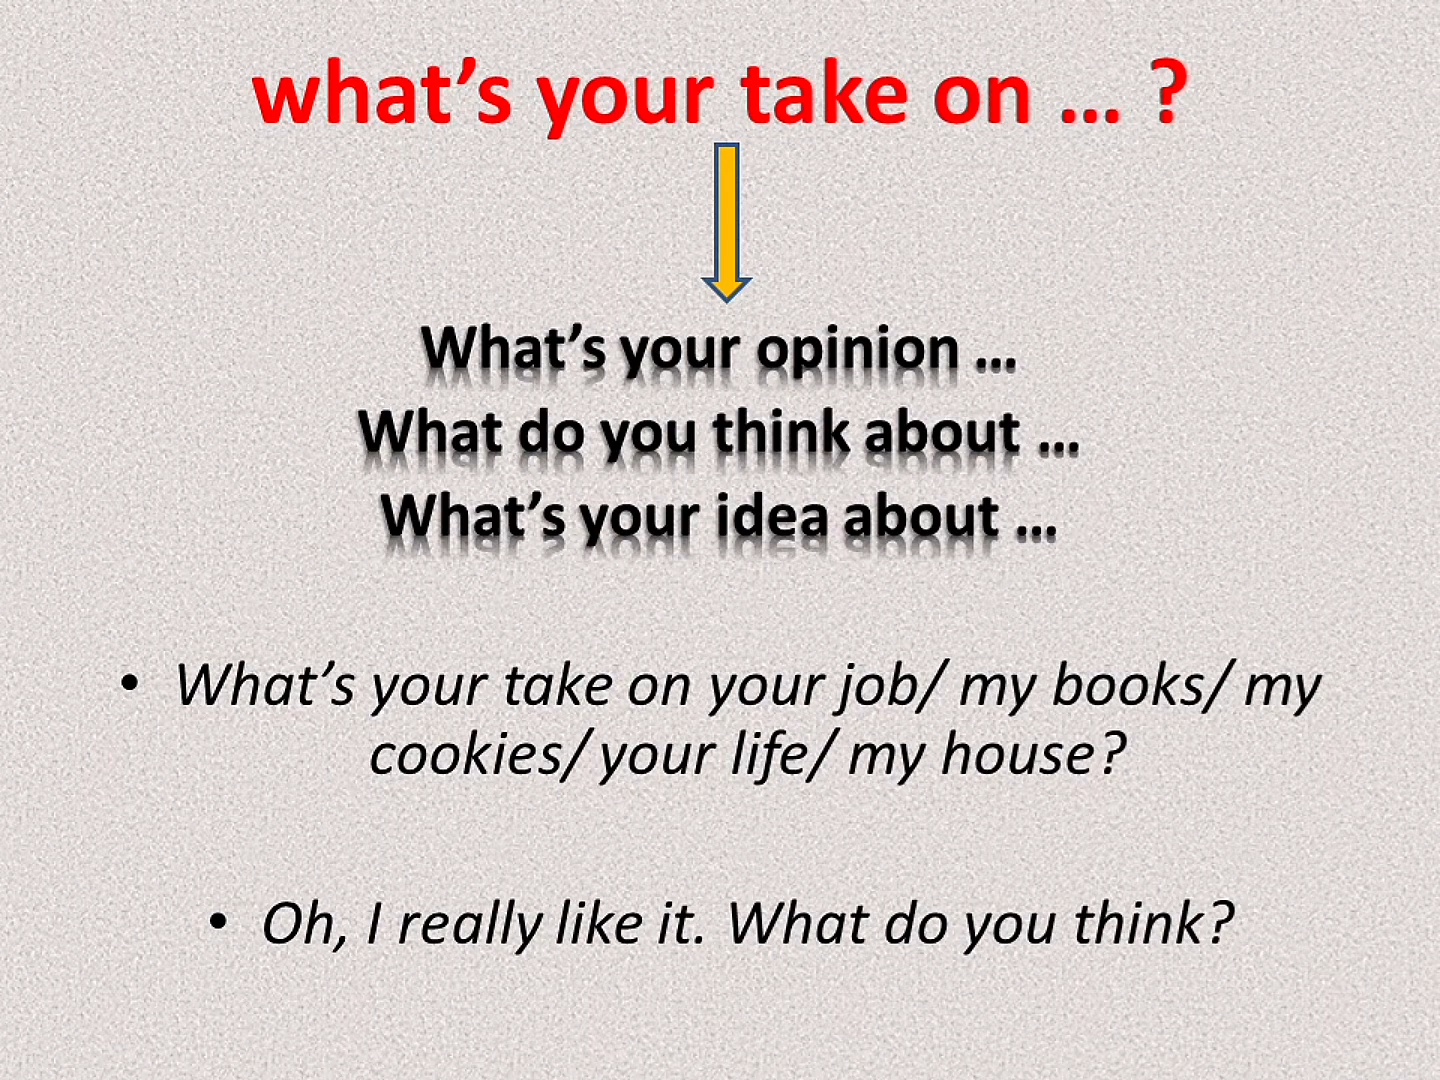 what’s your take on … ?
What’s your opinion …
What do you think about …
What’s your idea about …
• What’s your take on your job/ my books/ my
cookies/ your life/ my house?
• Oh, I really like it. What do you think?